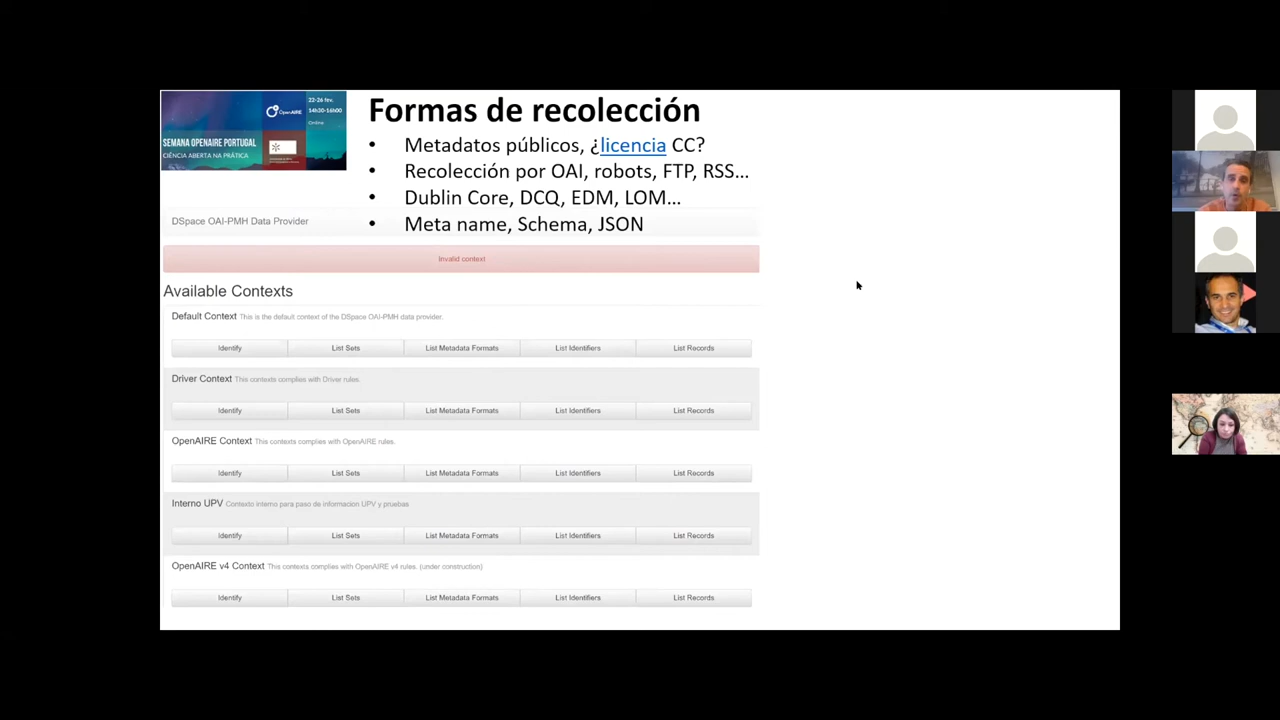 22-26 fev.
OpenAIRE
14h30-16h00
Online
SEMANA OPENAIRE PORTUGAL
CIÊNCIA ABERTA NA PRÁTICA
Formas de recolección
• Metadatos públicos, ¿licencia CC?
• Recolección por OAI, robots, FTP, RSS…
• Dublin Core, DCQ, EDM, LOM…
• Meta name, Schema, JSON
DSpace OAI-PMH Data Provider
Invalid context
Available Contexts
Default Context This is the default context of the DSpace OAI-PMH data provider.
Identify List Sets List Metadata Formats List Identifiers List Records
Driver Context This contexts complies with Driver rules.
Identify List Sets List Metadata Formats List Identifiers List Records
OpenAIRE Context This contexts complies with OpenAIRE rules.
Identify List Sets List Metadata Formats List Identifiers List Records
Interno UPV Contexto interno para paso de informacion UPV y pruebas
Identify List Sets List Metadata Formats List Identifiers List Records
OpenAIRE v4 Context This contexts complies with OpenAIRE v4 rules. (under construction)
Identify List Sets List Metadata Formats List Identifiers List Records